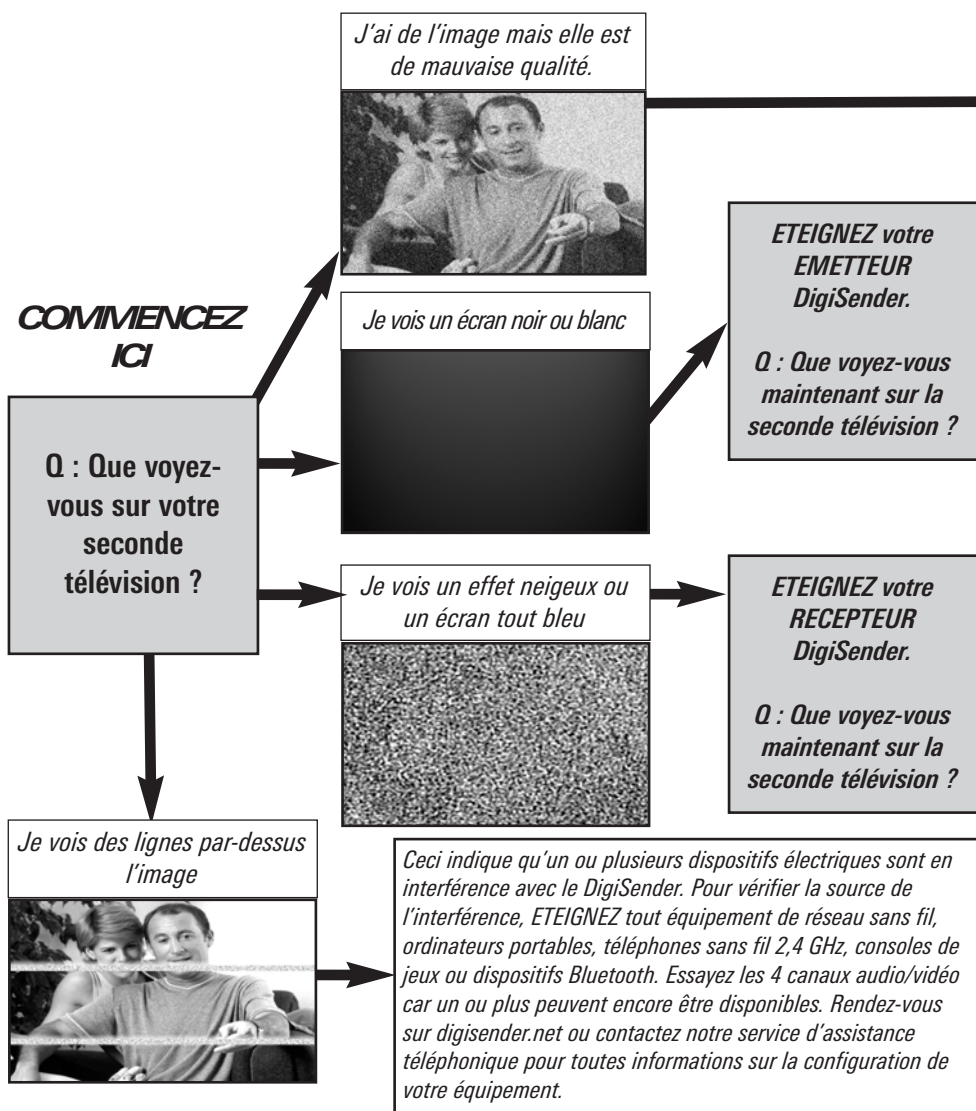 J'ai de l'image mais elle est
de mauvaise qualité.
ETEIGNEZ votre
EMETTEUR
DigiSender.
Q : Que voyez-vous
maintenant sur la
seconde télévision ?
COMMENCEZ
ICI
Je vois un écran noir ou blanc
Q : Que voyez-
vous sur votre
seconde
télévision ?
Je vois un effet neigeux ou
un écran tout bleu
ETEIGNEZ votre
RECEPTEUR
DigiSender.
Q : Que voyez-vous
maintenant sur la
seconde télévision ?
Je vois des lignes par-dessus
l'image
Ceci indique qu'un ou plusieurs dispositifs électriques sont en
interférence avec le DigiSender. Pour vérifier la source de
l'interférence, ETEIGNEZ tout équipement de réseau sans fil,
ordinateurs portables, téléphones sans fil 2,4 GHz, consoles de
jeux ou dispositifs Bluetooth. Essayez les 4 canaux audio/vidéo
car un ou plus peuvent encore être disponibles. Rendez-vous
sur digisender.net ou contactez notre service d'assistance
téléphonique pour toutes informations sur la configuration de
votre équipement.